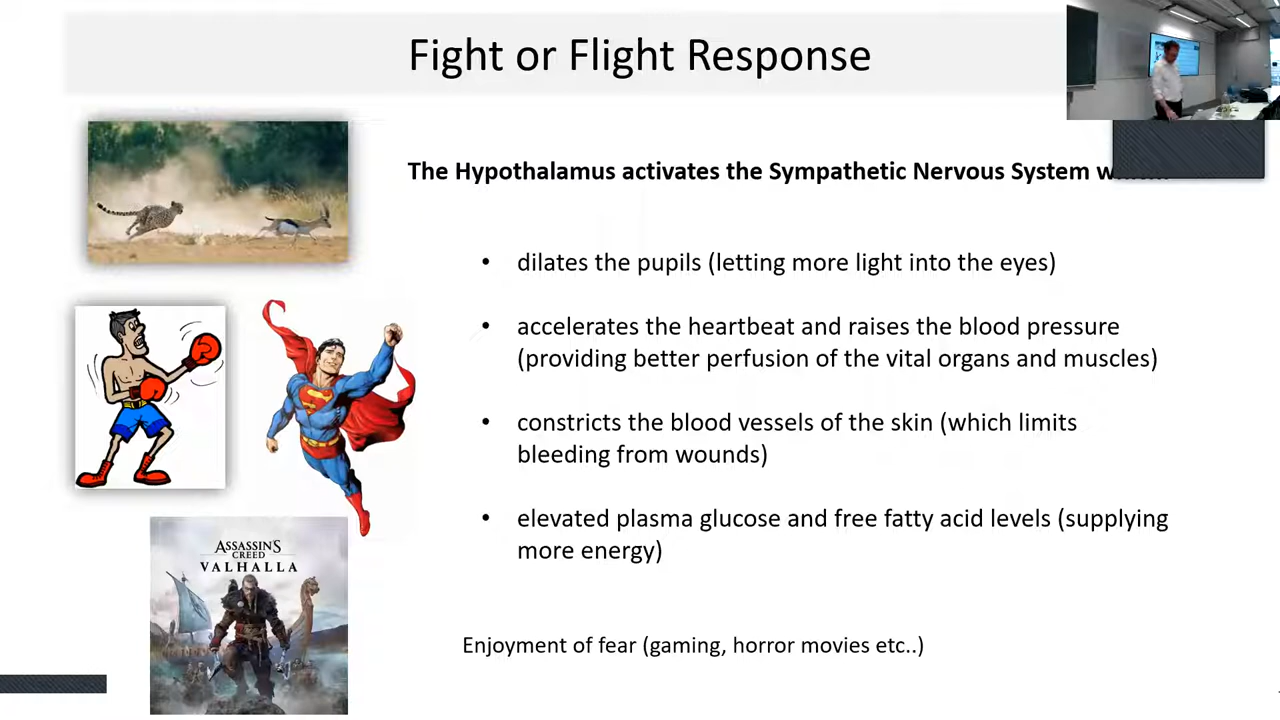 Fight or Flight Response
The Hypothalamus activates the Sympathetic Nervous System
• dilates the pupils (letting more light into the eyes)
• accelerates the heartbeat and raises the blood pressure
(providing better perfusion of the vital organs and muscles)
• constricts the blood vessels of the skin (which limits
bleeding from wounds)
• elevated plasma glucose and free fatty acid levels (supplying
more energy)
ASSASSIN'S
CREED
VALHALLA
Enjoyment of fear (gaming, horror movies etc..)